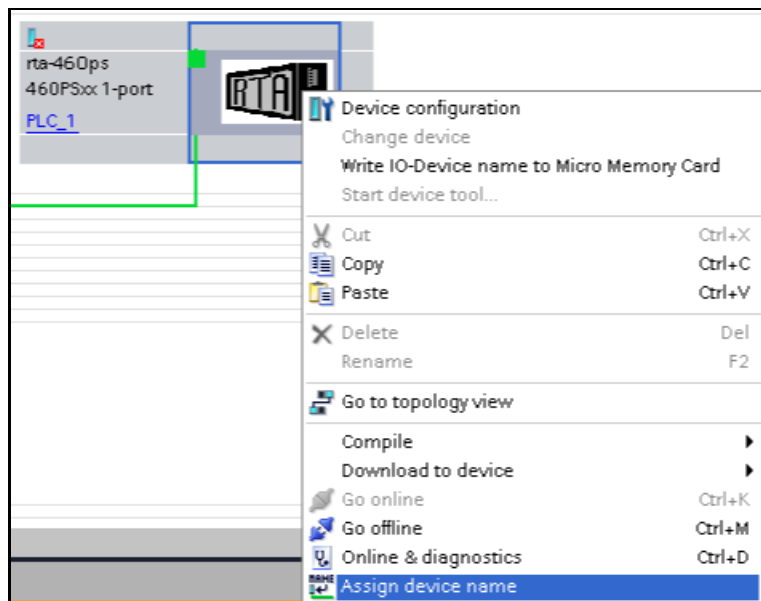 rta-460ps
460PSxx 1-port
PLC_1
RTA
Device configuration
Change device
Write IO-Device name to Micro Memory Card
Start device tool...
Cut Ctrl+X
Copy Ctrl+C
Paste Ctrl+V
Delete Del
Rename F2
Go to topology view
Compile
Download to device
Go online Ctrl+K
Go offline Ctrl+M
Online & diagnostics Ctrl+D
NAME
Assign device name